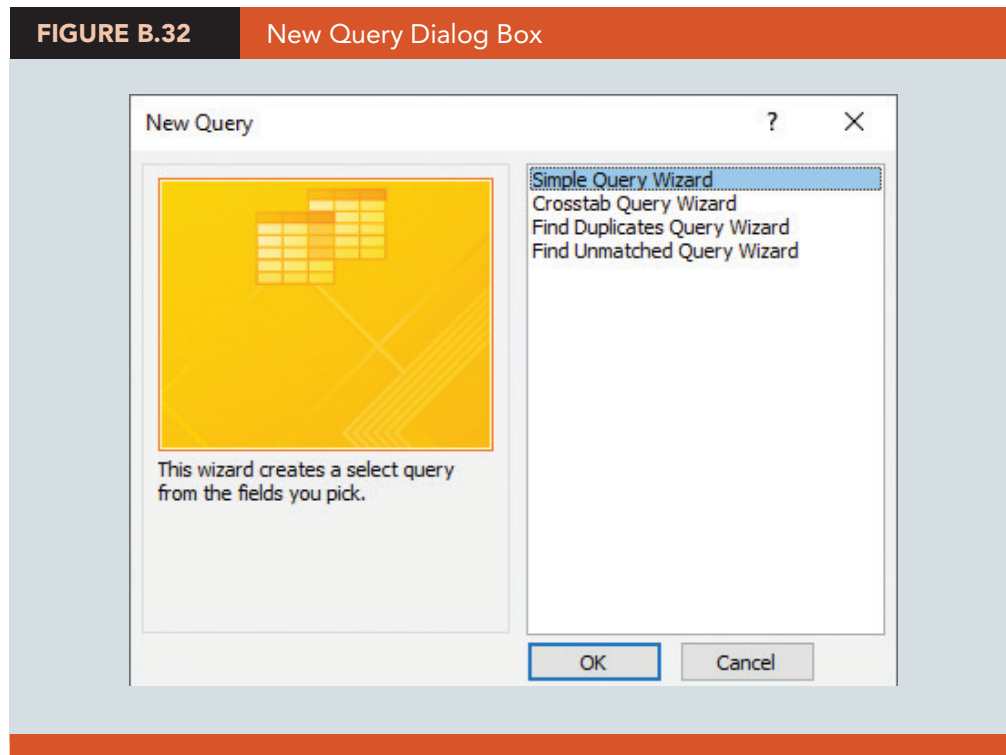 FIGURE B.32 New Query Dialog Box
New Query ? X
Simple Query Wizard
Crosstab Query Wizard
Find Duplicates Query Wizard
Find Unmatched Query Wizard
This wizard creates a select query
from the fields you pick.
OK Cancel